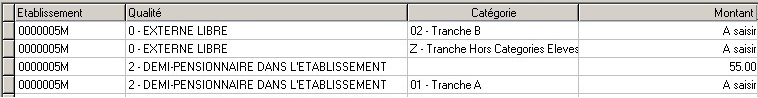 Etablissement Qualité Catégorie Montant
0000005M 0 - EXTERNE LIBRE 02 - Tranche B A saisir
0000005M 0 - EXTERNE LIBRE Z - Tranche Hors Categories Eleves A saisir
0000005M 2 - DEMI-PENSIONNAIRE DANS L'ETABLISSEMENT 55.00
0000005M 2 - DEMI-PENSIONNAIRE DANS L'ETABLISSEMENT 01 - Tranche A A saisir